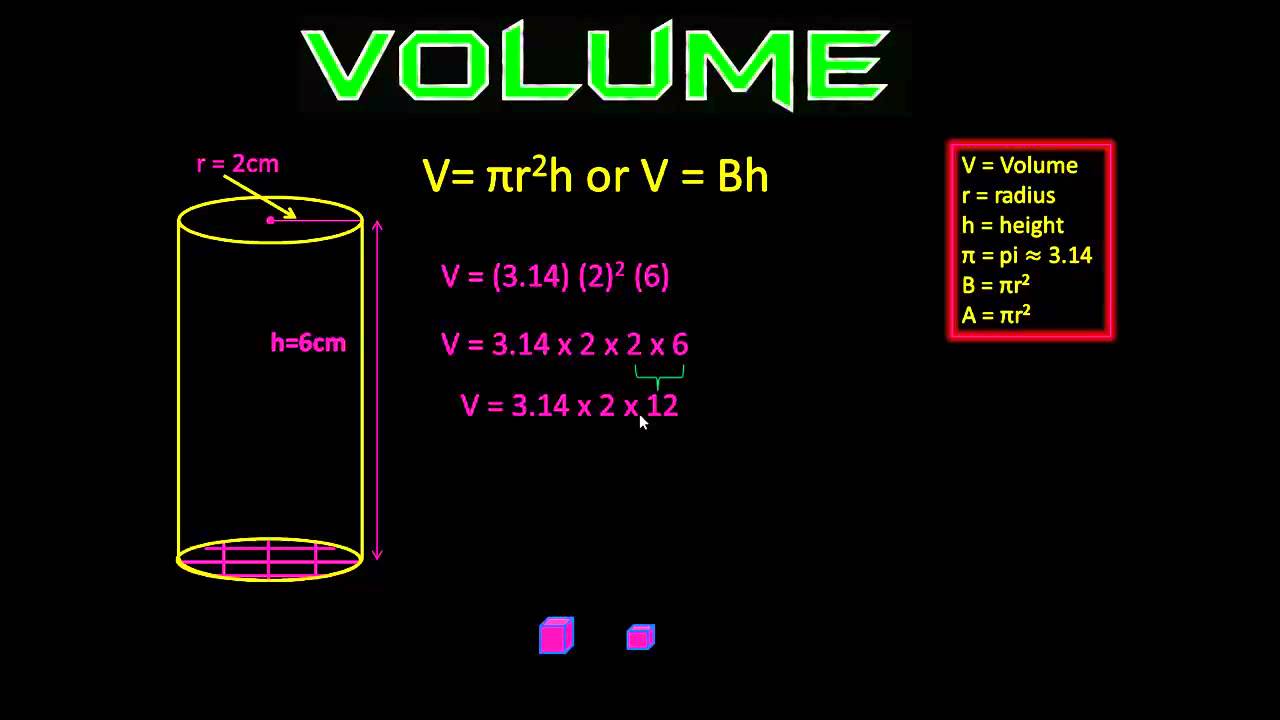 VOLUME
r = 2cm
V= πr²h or V = Bh
V = Volume
r = radius
h = height
π = pi ≈ 3.14
B = πr²
A = πr²
V = (3.14) (2)² (6)
h=6cm
V = 3.14 x 2 x 2 x 6
V = 3.14 x 2 x 12